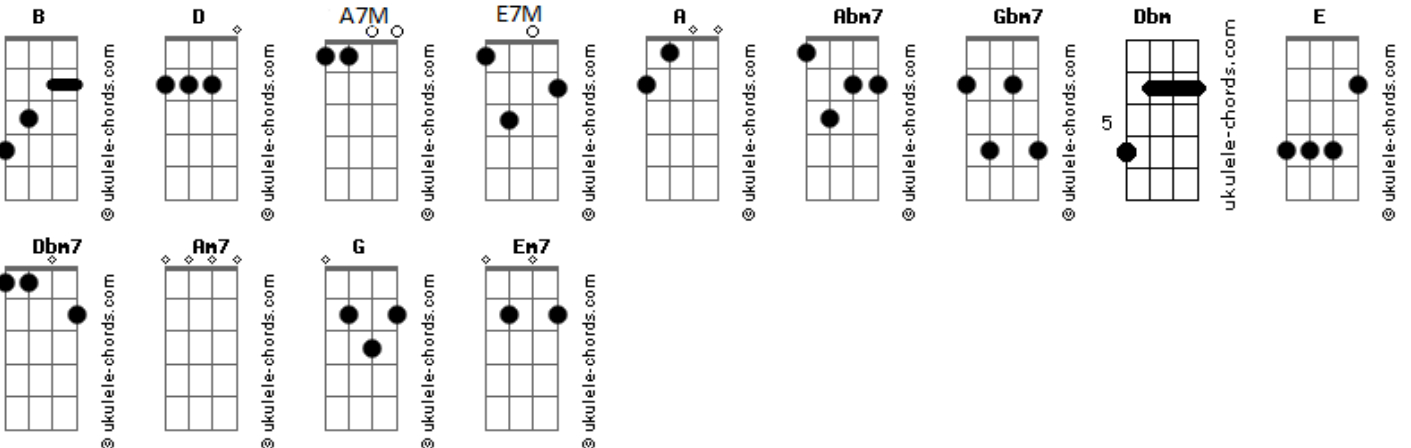 B D A7M E7M A Abm7 Gbm7 Dbm E
© ukulele-chords.com © ukulele-chords.com © ukulele-chords.com © ukulele-chords.com © ukulele-chords.com © ukulele-chords.com © ukulele-chords.com ukulele-chords.com © ukulele-chords.com
5
Dbm7 Am7 G Em7
© ukulele-chords.com © ukulele-chords.com © ukulele-chords.com © ukulele-chords.com